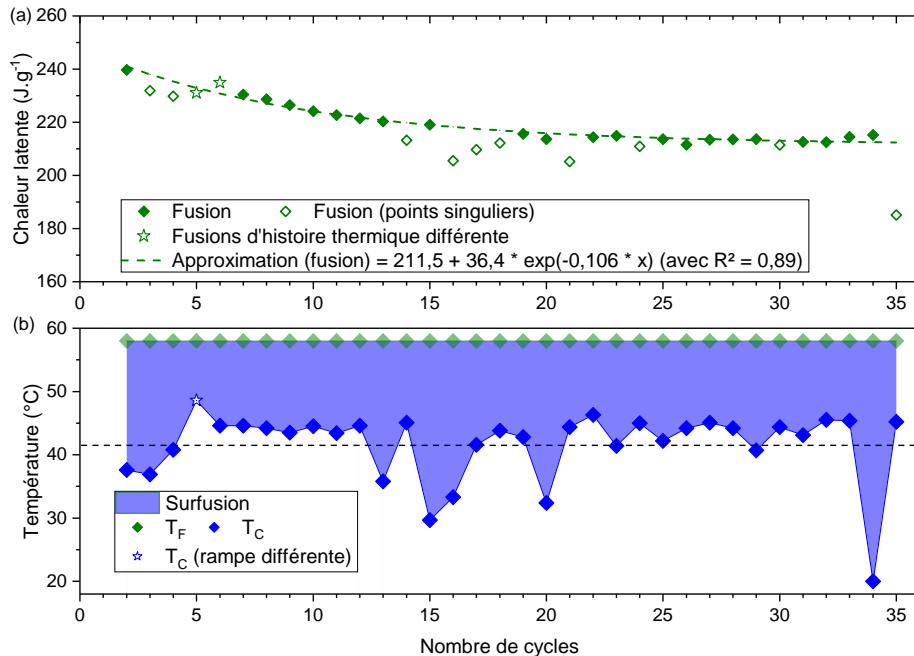 (a)
260
240
220
200
180
160
Chaleur latente (J.g⁻¹)
Fusion Fusion (points singuliers)
Fusions d'histoire thermique différente
Approximation (fusion) = 211,5 + 36,4 * exp(-0,106 * x) (avec R² = 0,89)
0 5 10 15 20 25 30 35
(b)
60
50
40
30
20
Température (°C)
Surfusion
T_F T_C
T_C (rampe différente)
0 5 10 15 20 25 30 35
Nombre de cycles